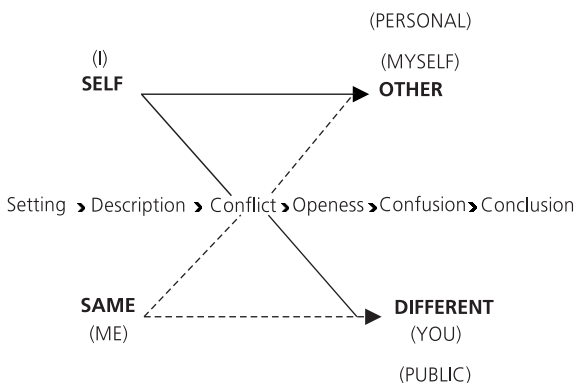 (PERSONAL)
(I)
(MYSELF)
SELF
OTHER
Setting › Description › Conflict › Openess › Confusion › Conclusion
SAME
DIFFERENT
(ME)
(YOU)
(PUBLIC)